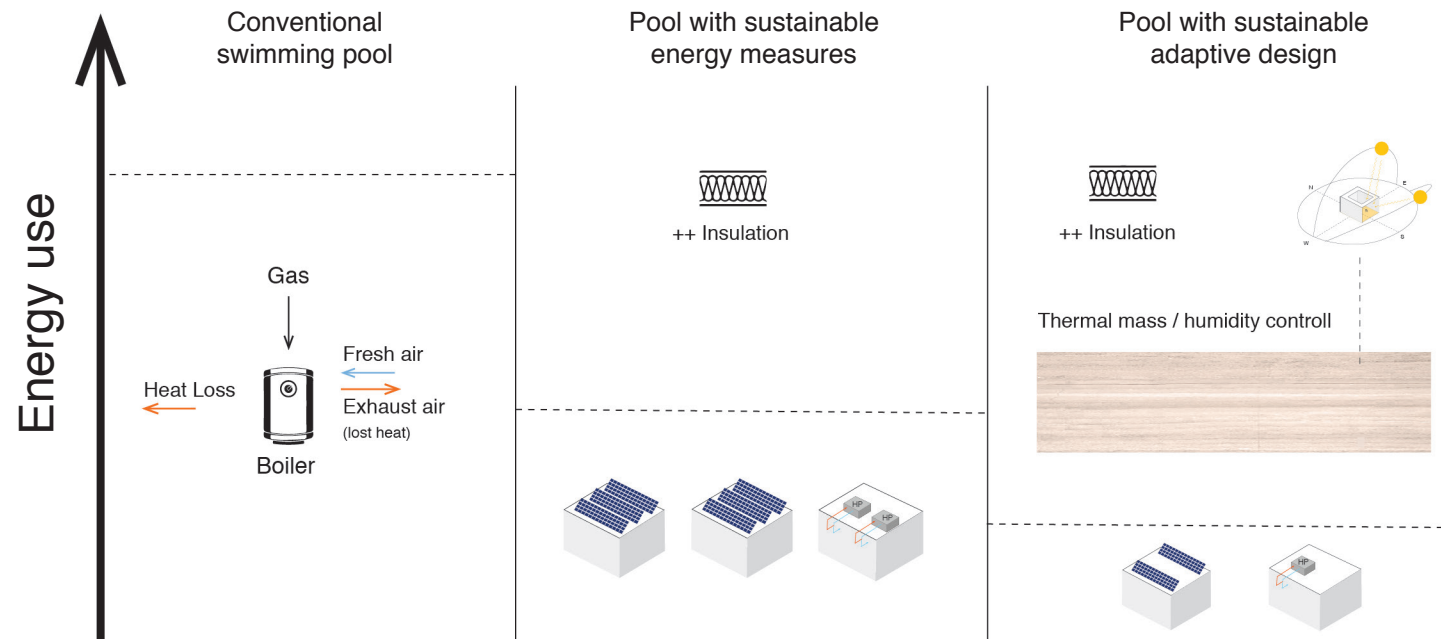 Conventional
swimming pool
Pool with sustainable
energy measures
Pool with sustainable
adaptive design
Energy use
Gas
Heat Loss
Fresh air
Exhaust air
(lost heat)
Boiler
++ Insulation
HP
HP
++ Insulation
N
E
W
S
Thermal mass / humidity controll
HP